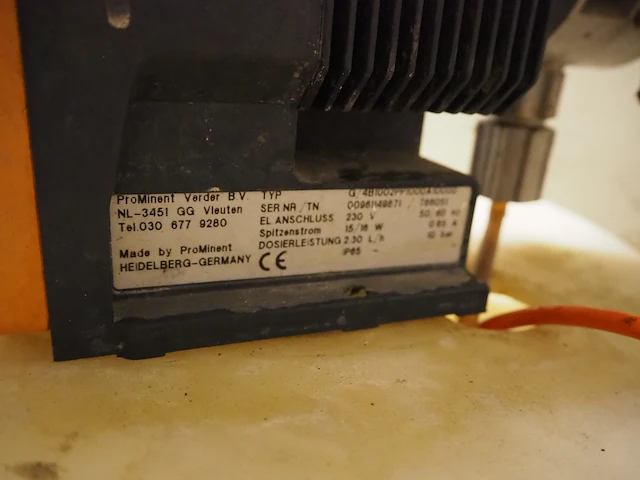 ProMinent Verder B.V.
NL-3451 GG Vleuten
Tel.030 677 9280
Made by ProMinent
HEIDELBERG-GERMANY
TYP
SER NR/TN 788051
EL ANSCHLUSS 230 V 50/60 HZ
Spitzenstrom 15/16 W
DOSIERLEISTUNG 2.30 L/h 10 bar
CE IP65 -